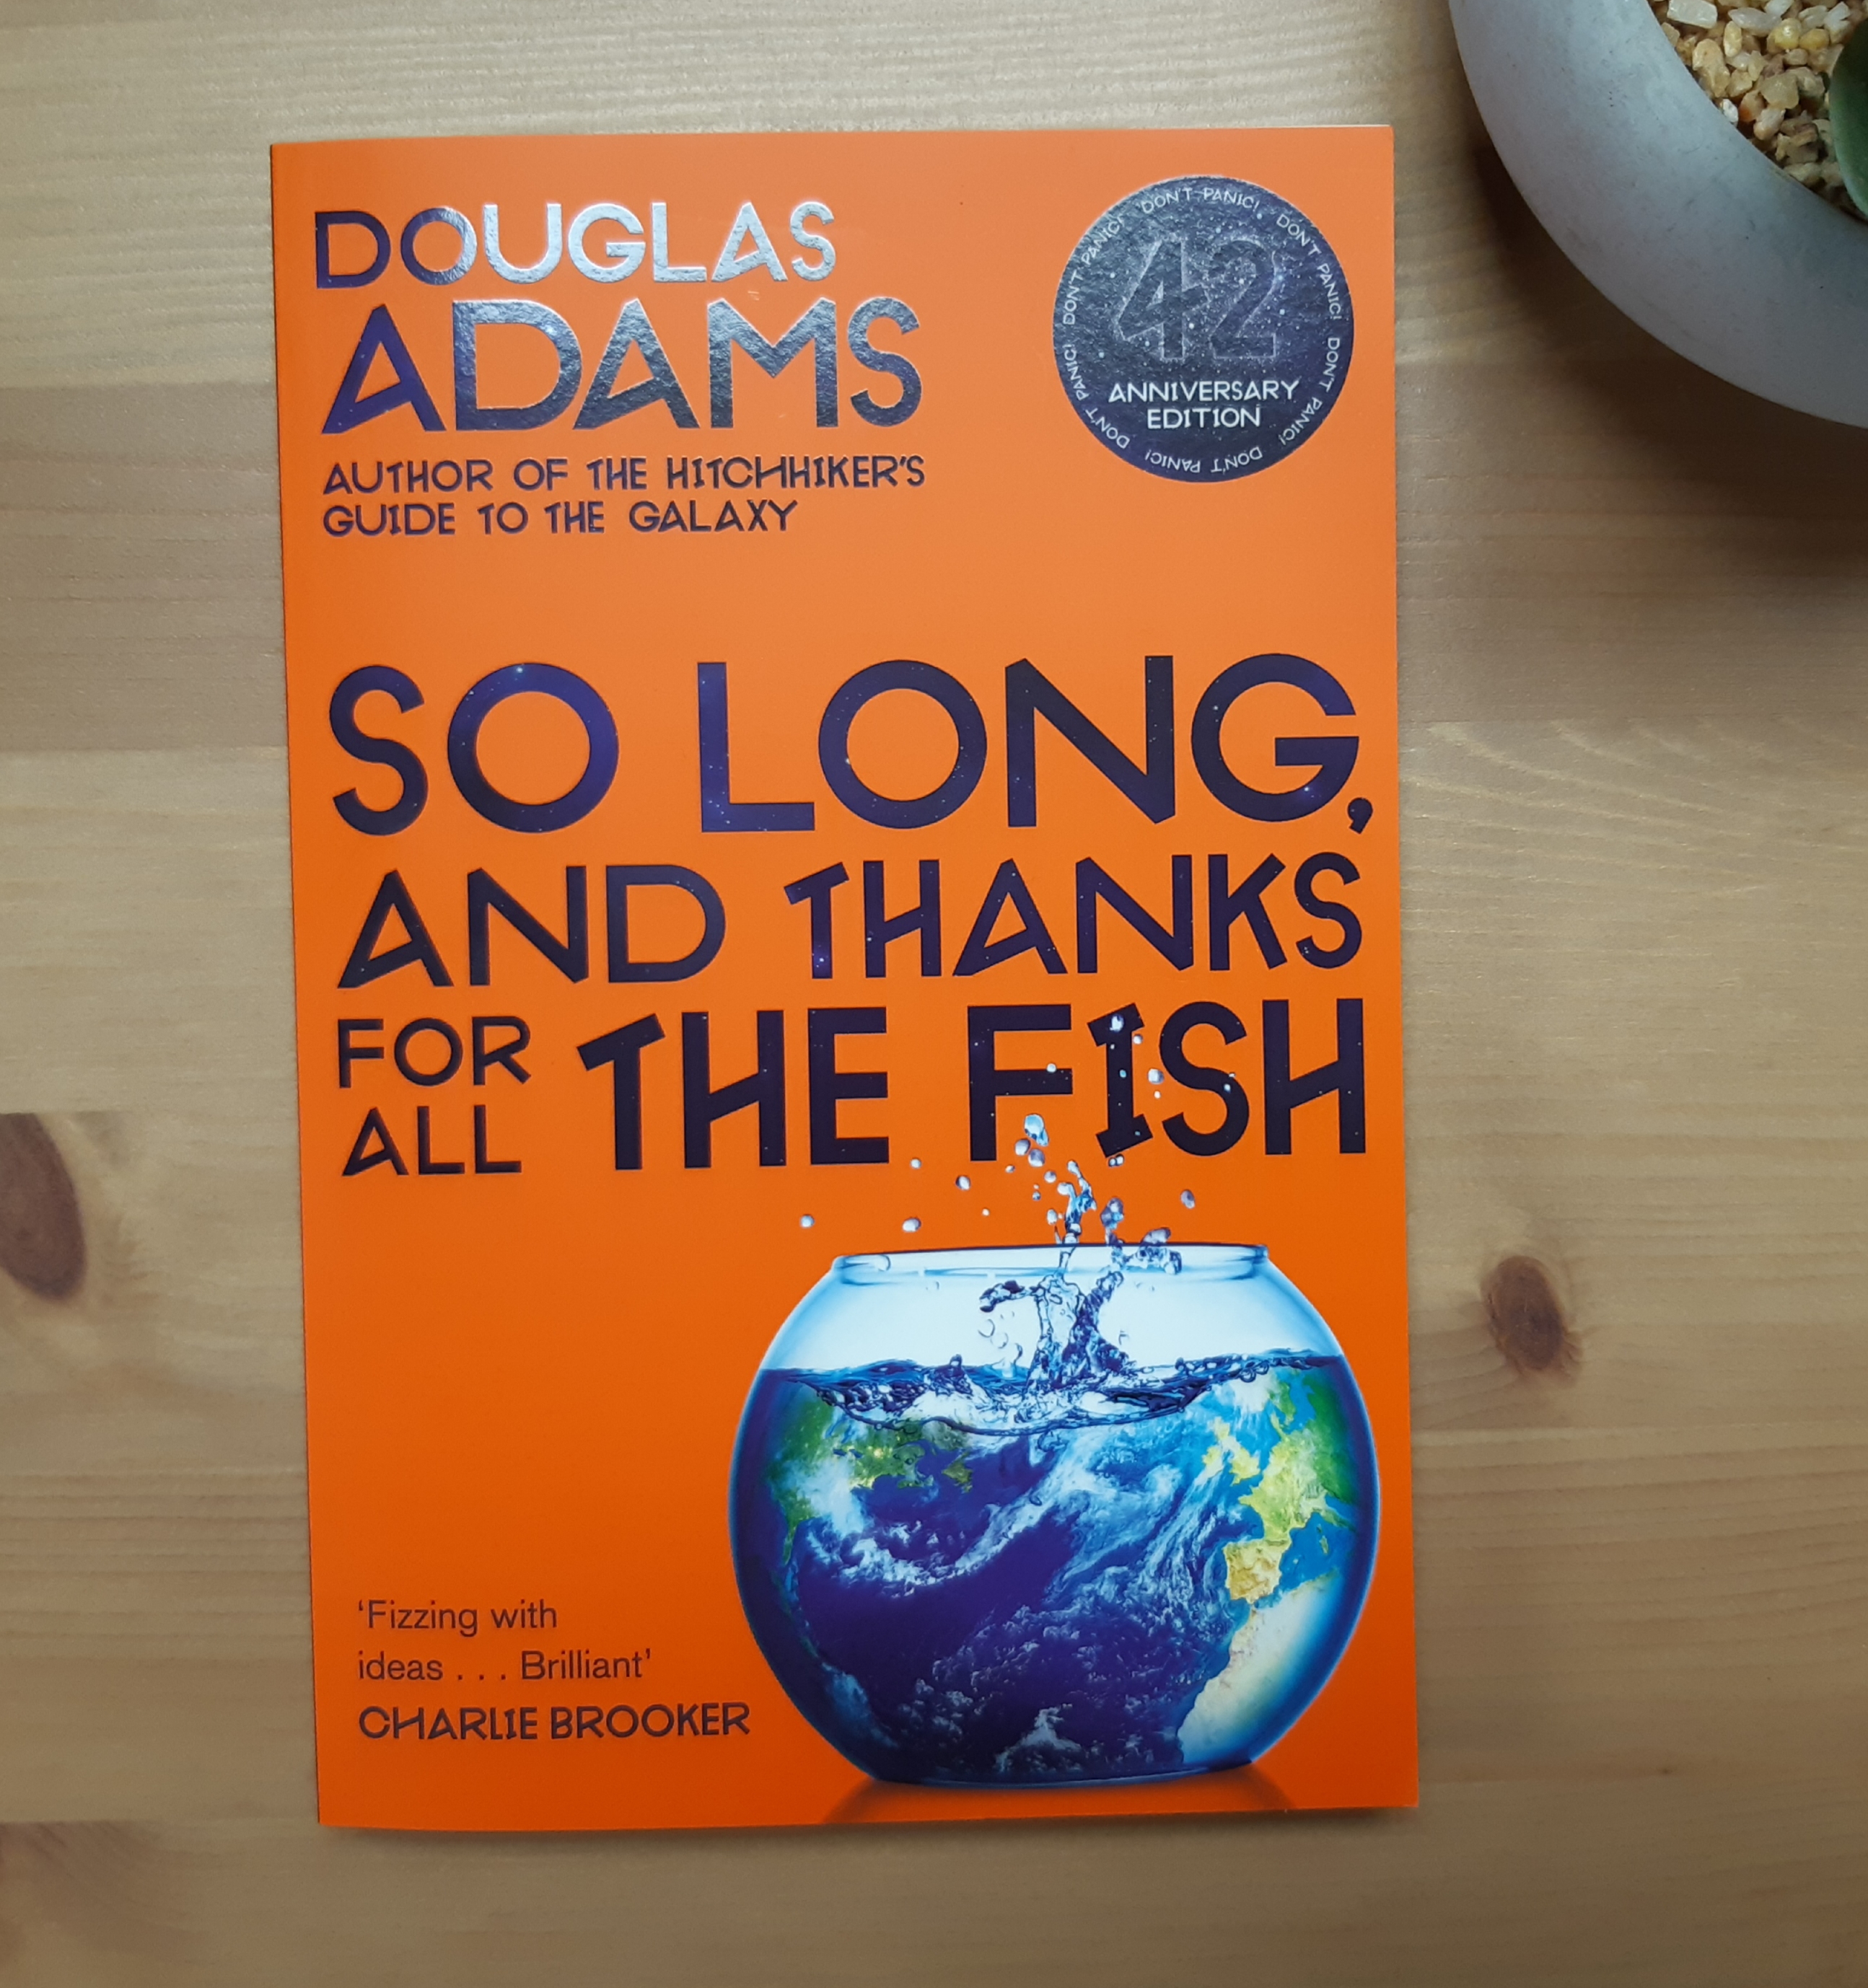 DOUGLAS
ADAMS
AUTHOR OF THE HITCHHIKER'S
GUIDE TO THE GALAXY
DON'T PANIC! DON'T PANIC! DON'T PANIC! DON'T PANIC! DON'T PANIC! DON'T PANIC! DON'T PANIC!
42
ANNIVERSARY
EDITION
SO LONG,
AND THANKS
FOR ALL THE FISH
‘Fizzing with
ideas . . . Brilliant’
CHARLIE BROOKER